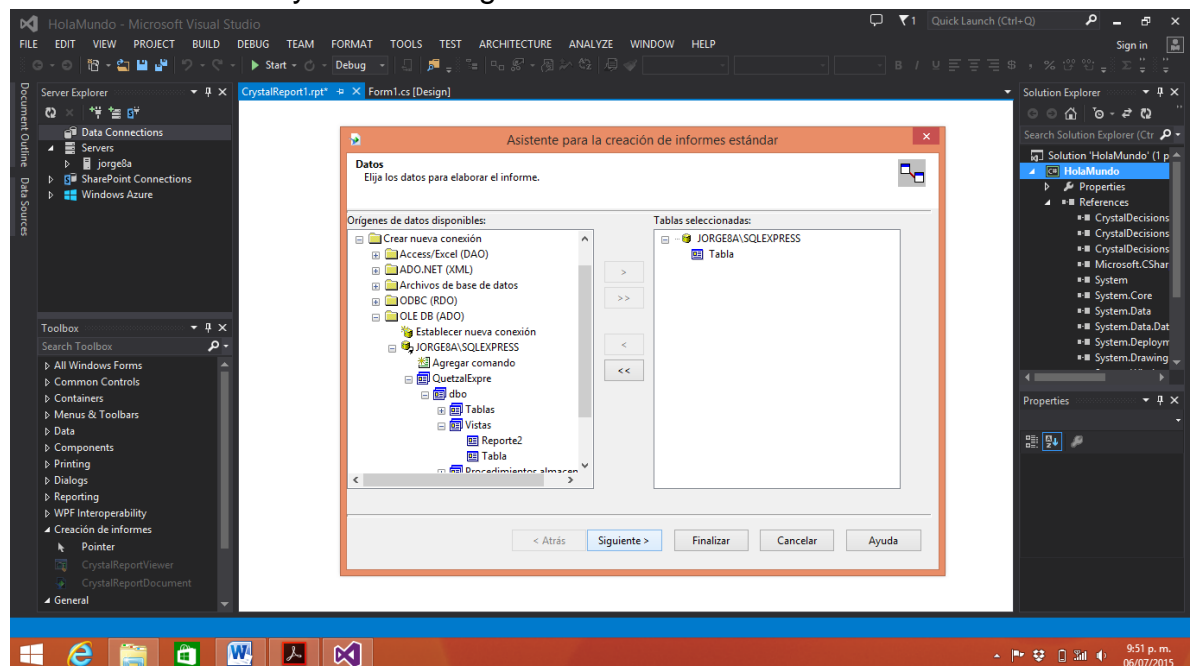 HolaMundo - Microsoft Visual Studio
1 Quick Launch (Ctrl+Q)
FILE EDIT VIEW PROJECT BUILD DEBUG TEAM FORMAT TOOLS TEST ARCHITECTURE ANALYZE WINDOW HELP
Sign in
Start Debug
Document Outline
Data Sources
Server Explorer
Data Connections
Servers
jorge8a
SharePoint Connections
Windows Azure
Toolbox
Search Toolbox
All Windows Forms
Common Controls
Containers
Menus & Toolbars
Data
Components
Printing
Dialogs
Reporting
WPF Interoperability
Creación de informes
Pointer
CrystalReportViewer
CrystalReportDocument
General
CrystalReport1.rpt* Form1.cs [Design]
Asistente para la creación de informes estándar
Datos
Elija los datos para elaborar el informe.
Orígenes de datos disponibles:
Crear nueva conexión
Access/Excel (DAO)
ADO.NET (XML)
Archivos de base de datos
ODBC (RDO)
OLE DB (ADO)
Establecer nueva conexión
JORGE8A\SQLEXPRESS
Agregar comando
QuetzalExpre
dbo
Tablas
Vistas
Reporte2
Tabla
Procedimientos almacen
>
>>
<
<<
Tablas seleccionadas:
JORGE8A\SQLEXPRESS
Tabla
< Atrás Siguiente > Finalizar Cancelar Ayuda
Solution Explorer
Search Solution Explorer (Ctr
Solution 'HolaMundo' (1 p
HolaMundo
Properties
References
CrystalDecisions
CrystalDecisions
CrystalDecisions
Microsoft.CShar
System
System.Core
System.Data
System.Data.Dat
System.Deploym
System.Drawing
Properties
9:51 p. m.
06/07/2015